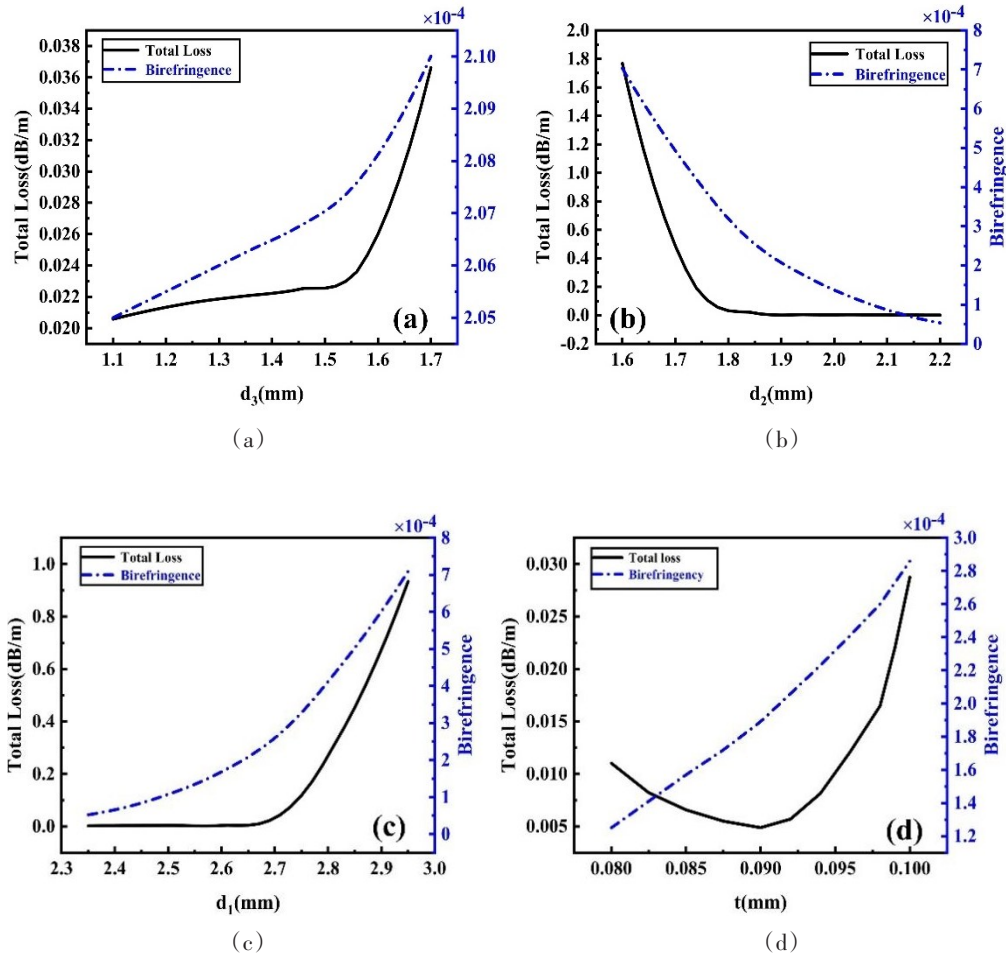 ×10⁻⁴
Total Loss
Birefringence
0.038
0.036
0.034
0.032
0.030
0.028
0.026
0.024
0.022
0.020
Total Loss(dB/m)
2.10
2.09
2.08
2.07
2.06
2.05
(a)
1.1 1.2 1.3 1.4 1.5 1.6 1.7
d₃(mm)
(a)
×10⁻⁴
Total Loss
Birefringence
2.0
1.8
1.6
1.4
1.2
1.0
0.8
0.6
0.4
0.2
0.0
-0.2
Total Loss(dB/m)
8
7
6
5
4
3
2
1
0
Birefringence
(b)
1.6 1.7 1.8 1.9 2.0 2.1 2.2
d₂(mm)
(b)
×10⁻⁴
Total Loss
Birefringence
1.0
0.8
0.6
0.4
0.2
0.0
Total Loss(dB/m)
8
7
6
5
4
3
2
1
0
Birefringence
(c)
2.3 2.4 2.5 2.6 2.7 2.8 2.9 3.0
d₁(mm)
(c)
×10⁻⁴
Total loss
Birefringency
0.030
0.025
0.020
0.015
0.010
0.005
Total Loss(dB/m)
3.0
2.8
2.6
2.4
2.2
2.0
1.8
1.6
1.4
1.2
Birefringence
(d)
0.080 0.085 0.090 0.095 0.100
t(mm)
(d)